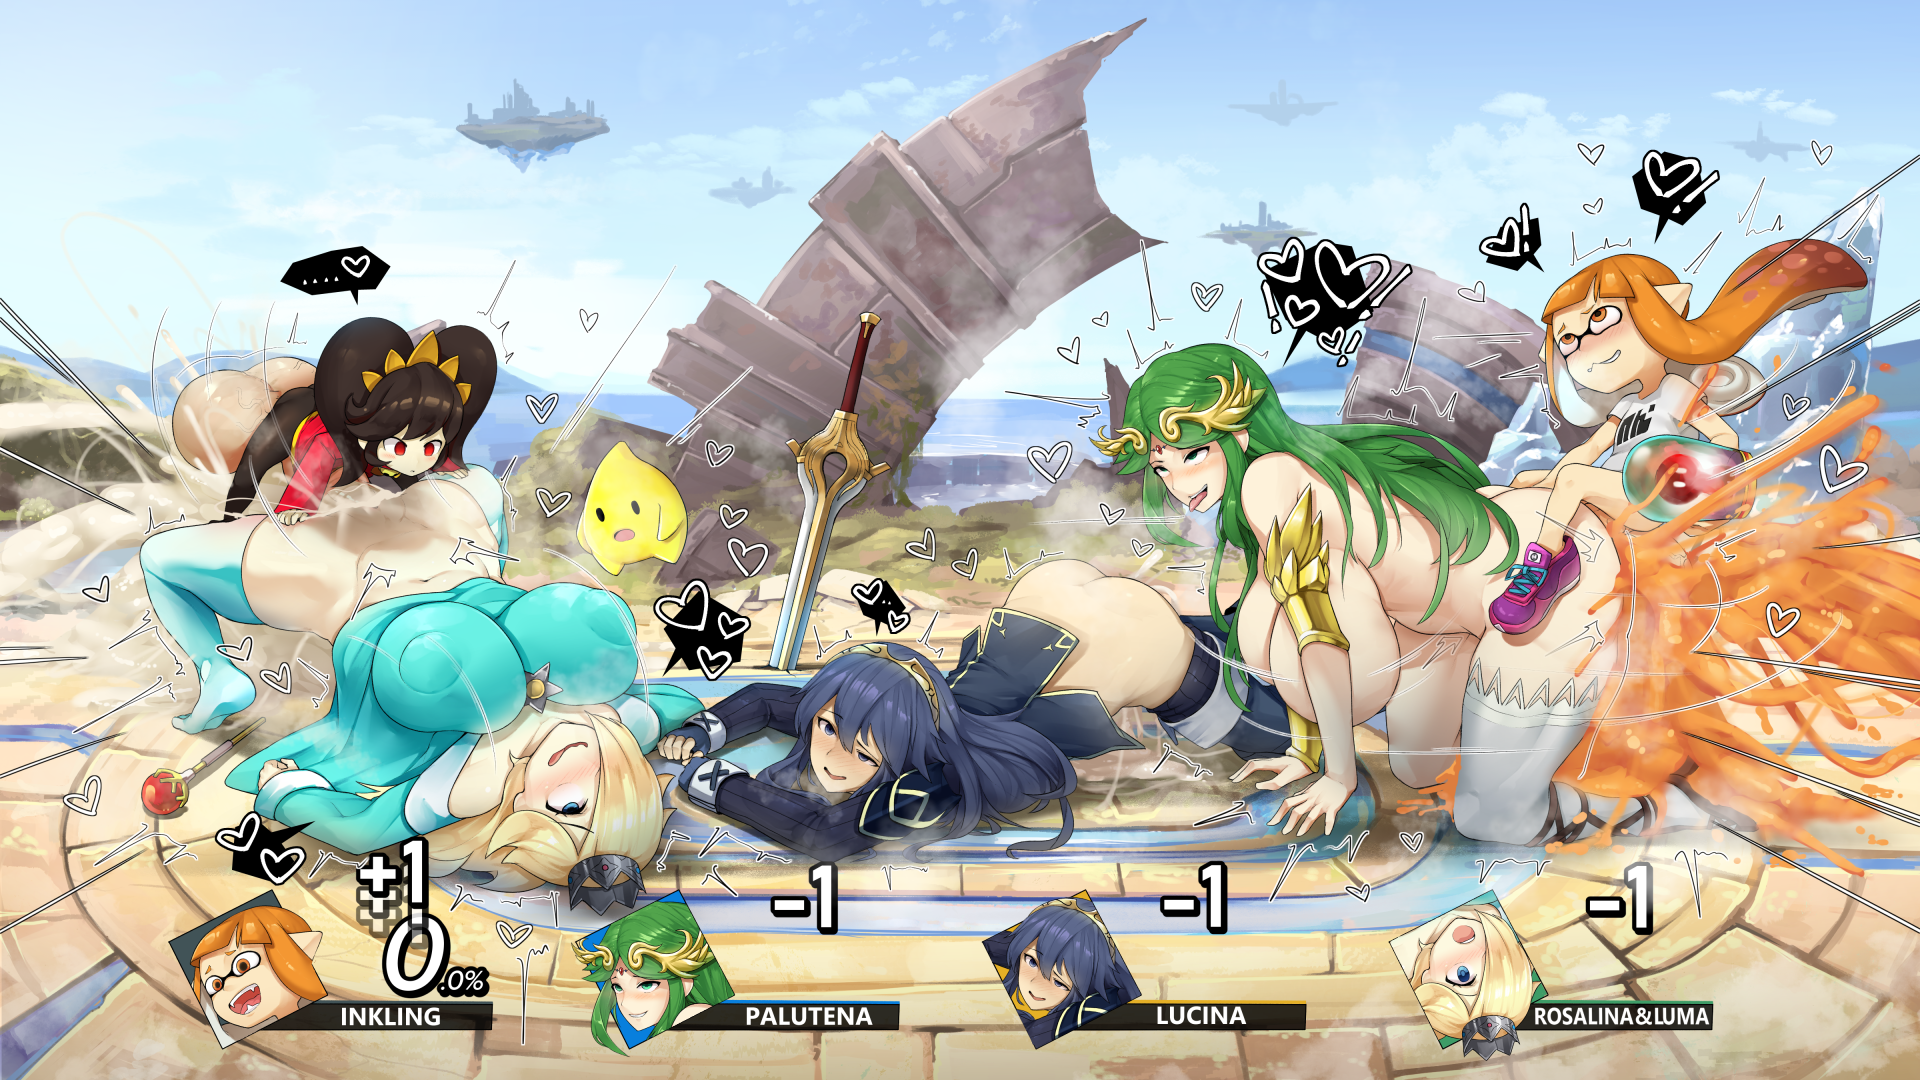 +1
0.0%
INKLING
-1
PALUTENA
-1
LUCINA
-1
ROSALINA&LUMA